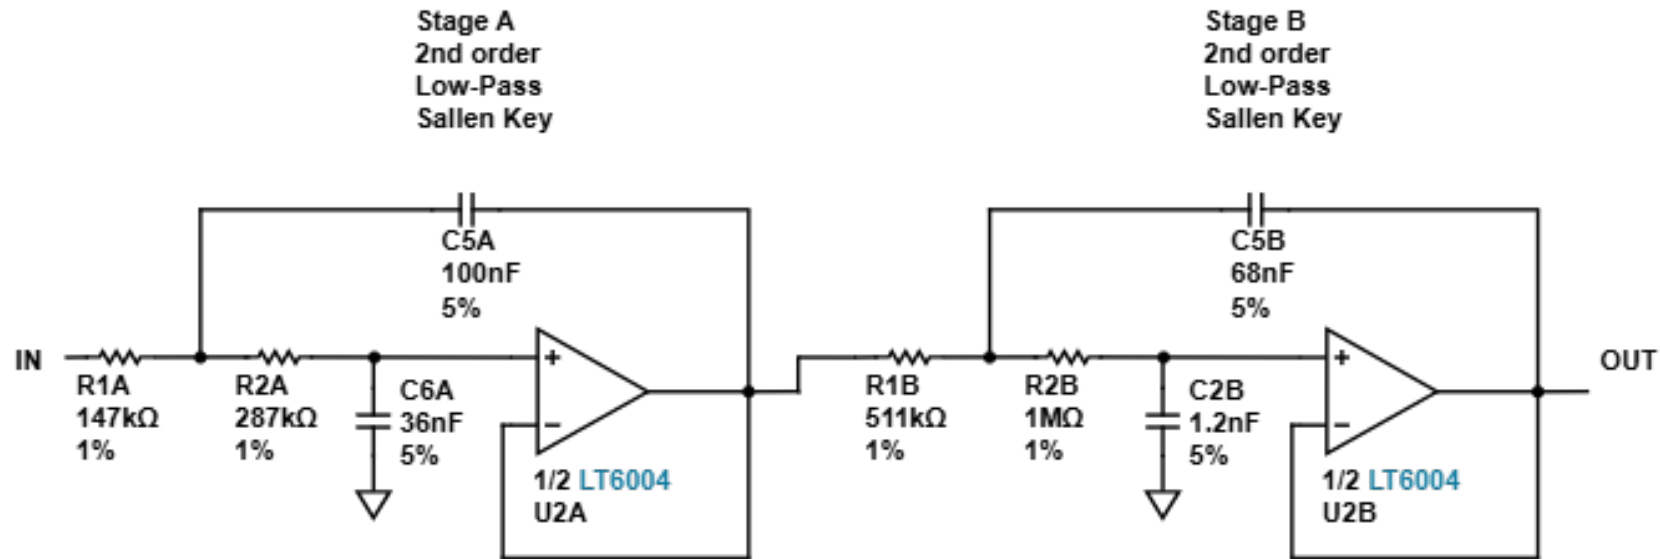 Stage A
2nd order
Low-Pass
Sallen Key
Stage B
2nd order
Low-Pass
Sallen Key
C5A
100nF
5%
C5B
68nF
5%
IN
R1A
147kΩ
1%
R2A
287kΩ
1%
C6A
36nF
5%
+
−
1/2 LT6004
U2A
R1B
511kΩ
1%
R2B
1MΩ
1%
C2B
1.2nF
5%
+
−
1/2 LT6004
U2B
OUT